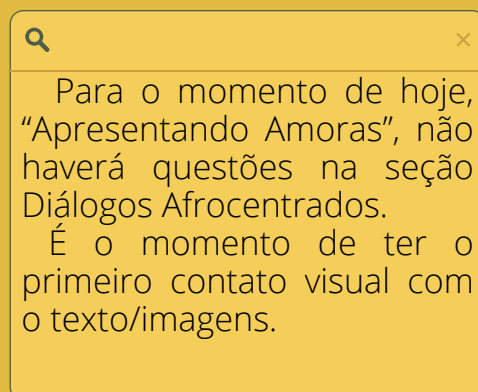 Para o momento de hoje,
“Apresentando Amoras”, não
haverá questões na seção
Diálogos Afrocentrados.
É o momento de ter o
primeiro contato visual com
o texto/imagens.